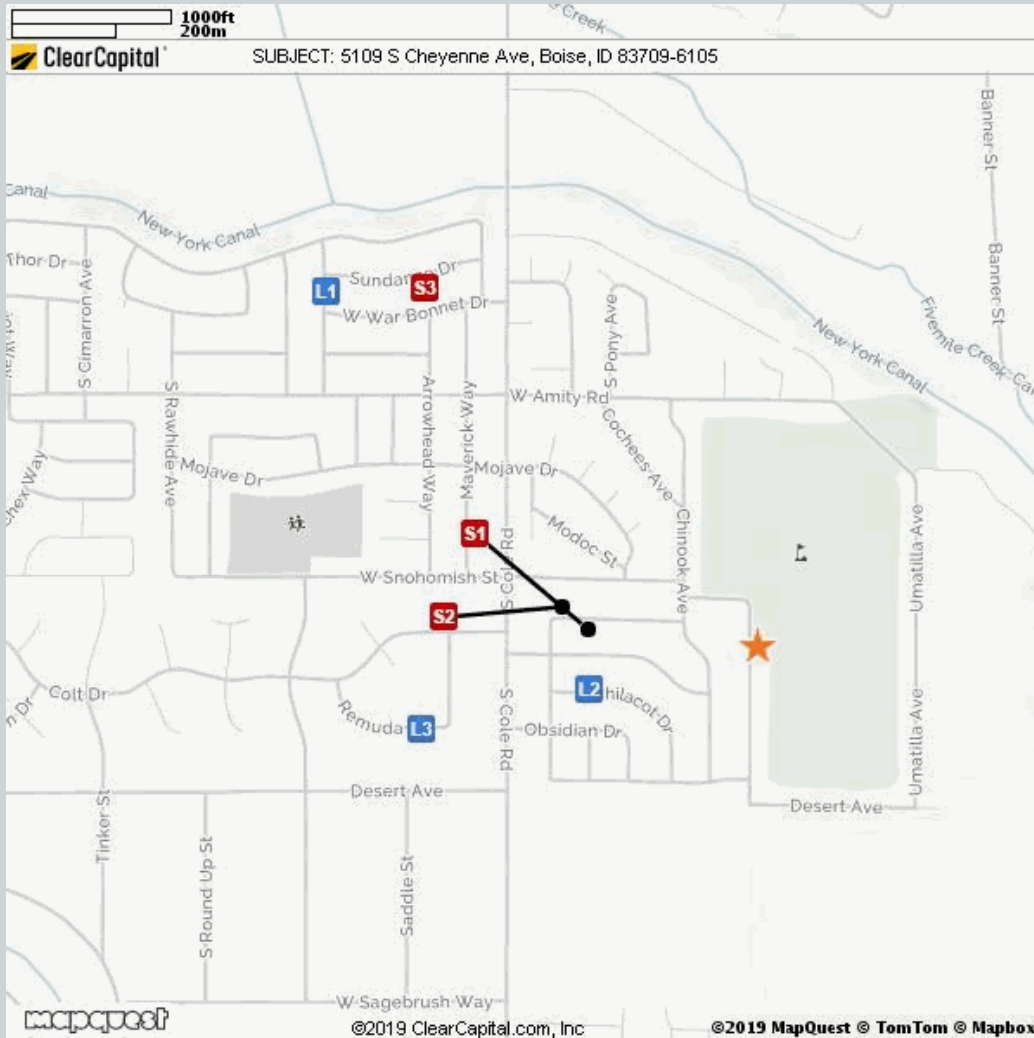 1000ft
200m
ClearCapital
SUBJECT: 5109 S Cheyenne Ave, Boise, ID 83709-6105
Creek
Banner St
Canal
New York Canal
Thor Dr
Sundance Dr
L1
S3
W War Bonnet Dr
S Cimarron Ave
Banner St
S Pony Ave
New York Canal
Fivemile Creek
W Amity Rd
S Rawhide Ave
Arrowhead Way
Maverick Way
Cochees Ave
Mojave Dr
Mojave Dr
Way
Modoc St
Chinook Ave
Umatilla Ave
S1
S Cole Rd
W Snohomish St
S2
Colt Dr
Remuda
L3
L2
hilacot Dr
S Cole Rd
Obsidian Dr
Umatilla Ave
Desert Ave
Desert Ave
Tinker St
S Round Up St
Saddle St
W Sagebrush Way
mapquest
©2019 ClearCapital.com, Inc
©2019 MapQuest © TomTom © Mapbox